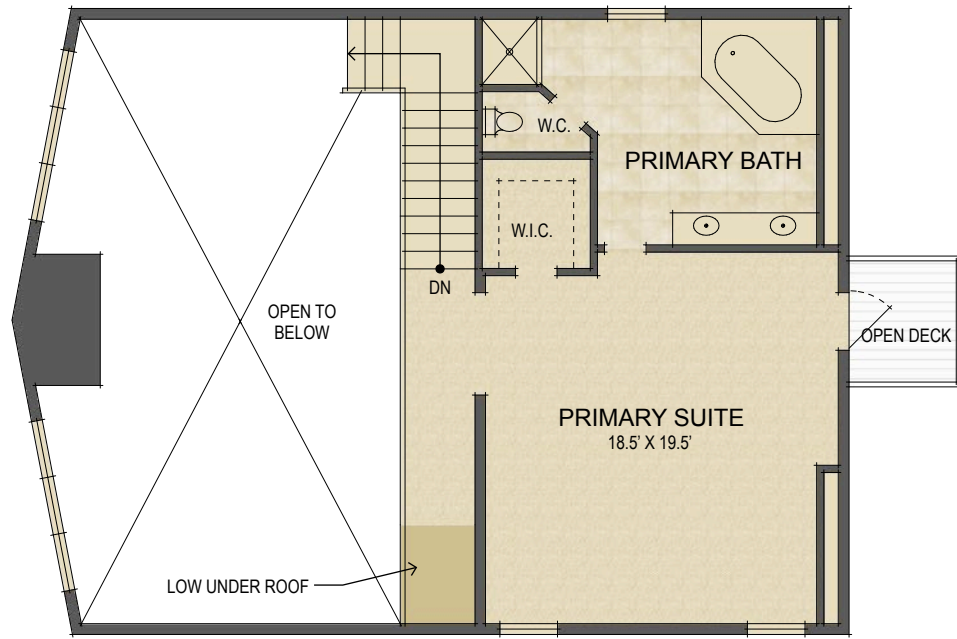 W.C.
PRIMARY BATH
W.I.C.
DN
OPEN TO
BELOW
OPEN DECK
PRIMARY SUITE
18.5' X 19.5'
LOW UNDER ROOF